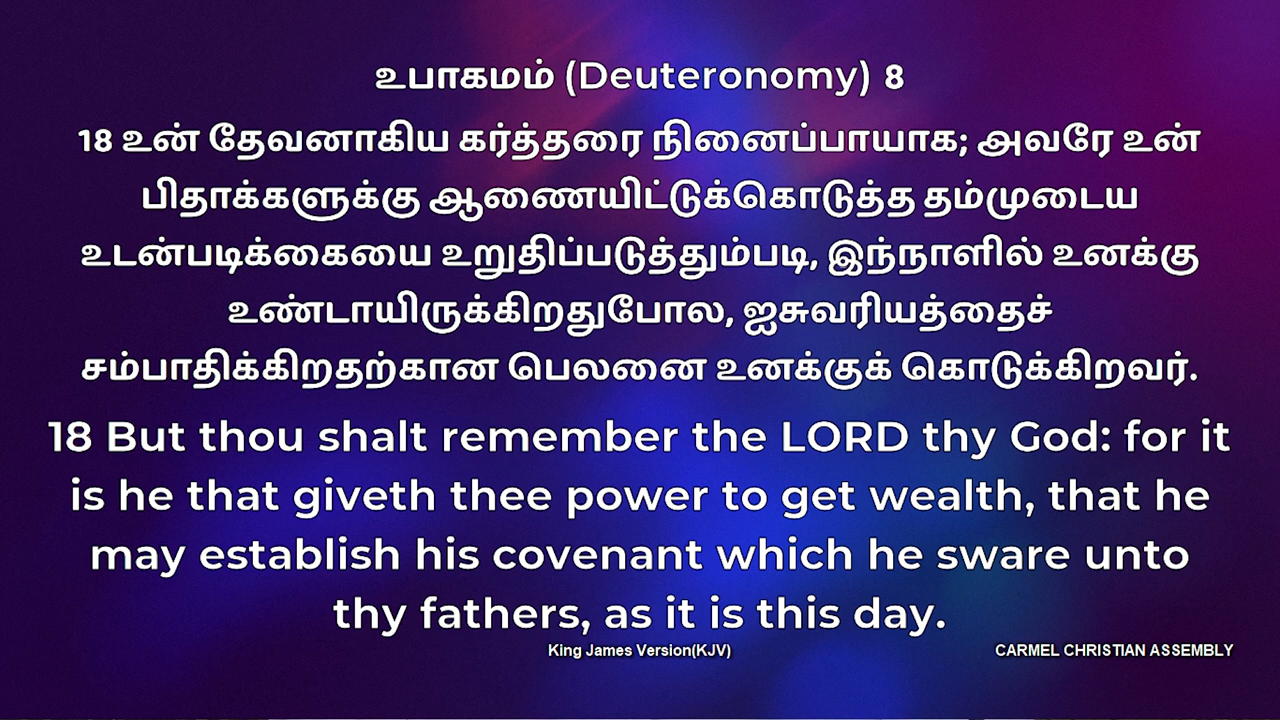 உபாகமம் (Deuteronomy) 8
18 உன் தேவனாகிய கர்த்தரை நினைப்பாயாக; அவரே உன்
பிதாக்களுக்கு ஆணையிட்டுக்கொடுத்த தம்முடைய
உடன்படிக்கையை உறுதிப்படுத்தும்படி, இந்நாளில் உனக்கு
உண்டாயிருக்கிறதுபோல, ஐசுவரியத்தைச்
சம்பாதிக்கிறதற்கான பெலனை உனக்குக் கொடுக்கிறவர்.
18 But thou shalt remember the LORD thy God: for it
is he that giveth thee power to get wealth, that he
may establish his covenant which he sware unto
thy fathers, as it is this day.
King James Version(KJV)
CARMEL CHRISTIAN ASSEMBLY